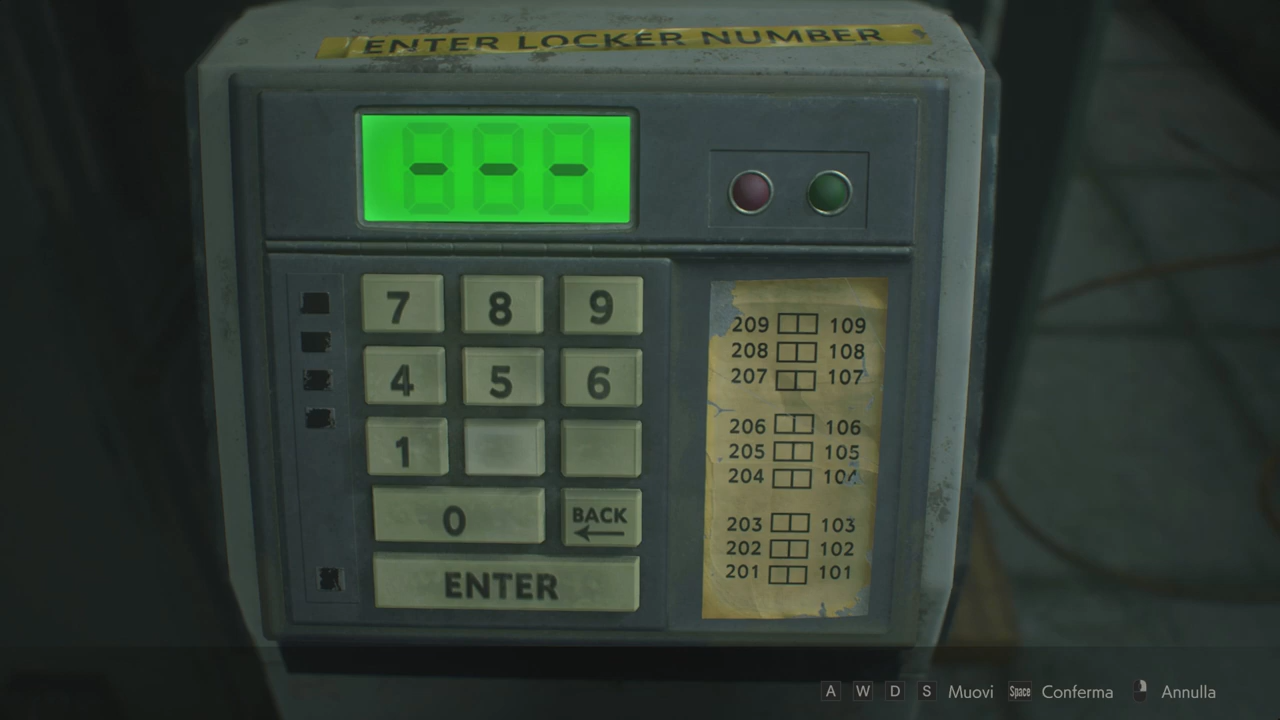 ENTER LOCKER NUMBER
- - -
7 8 9
4 5 6
1
0 BACK
ENTER
209 109
208 108
207 107
206 106
205 105
204 104
203 103
202 102
201 101
A W D S Muovi Space Conferma Annulla